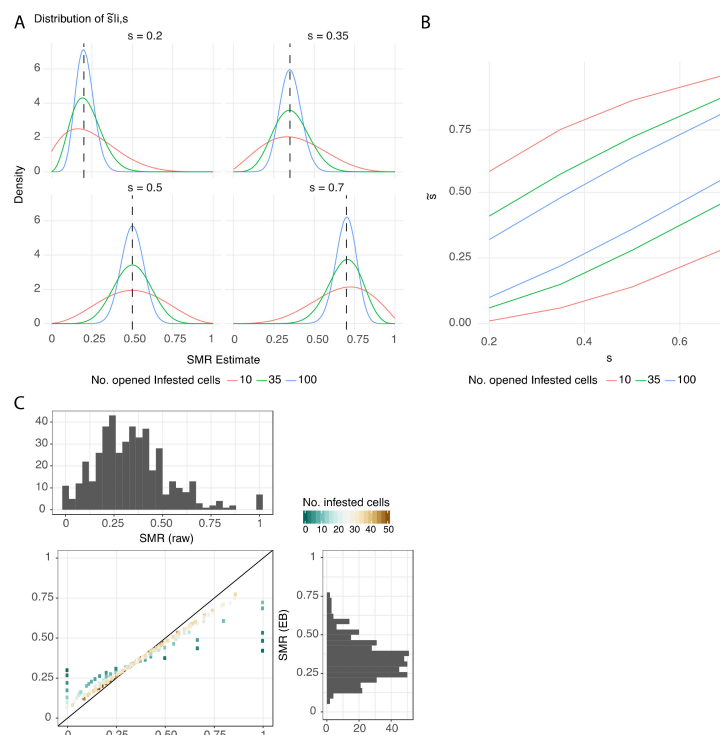 A
Distribution of s̃|i,s
s = 0.2
s = 0.35
6
4
2
0
s = 0.5
s = 0.7
6
4
2
0
Density
0 0.25 0.50 0.75 1
0 0.25 0.50 0.75 1
SMR Estimate
No. opened Infested cells 10 35 100
B
0.75
0.50
0.25
0.00
s̃
0.2 0.4 0.6
s
No. opened Infested cells 10 35 100
C
40
30
20
10
0
0 0.25 0.50 0.75 1
SMR (raw)
No. infested cells
0 10 20 30 40 50
1
0.75
0.50
0.25
0
0 0.25 0.50 0.75 1
SMR (EB)
1
0.75
0.50
0.25
0
0 20 40